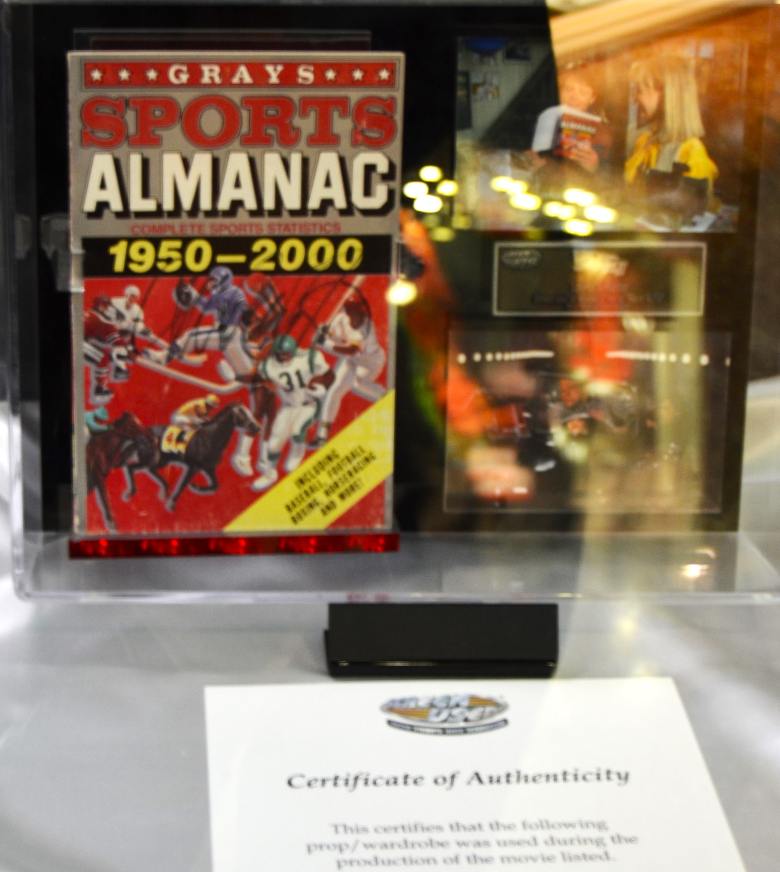 * * * GRAYS * * *
SPORTS
ALMANAC
COMPLETE SPORTS STATISTICS
1950-2000
31
INCLUDING
BASEBALL, FOOTBALL
BOXING, HORSERACING
AND MORE!
ALMANAC
Certificate of Authenticity
This certifies that the following
prop/wardrobe was used during the
production of the movie listed.